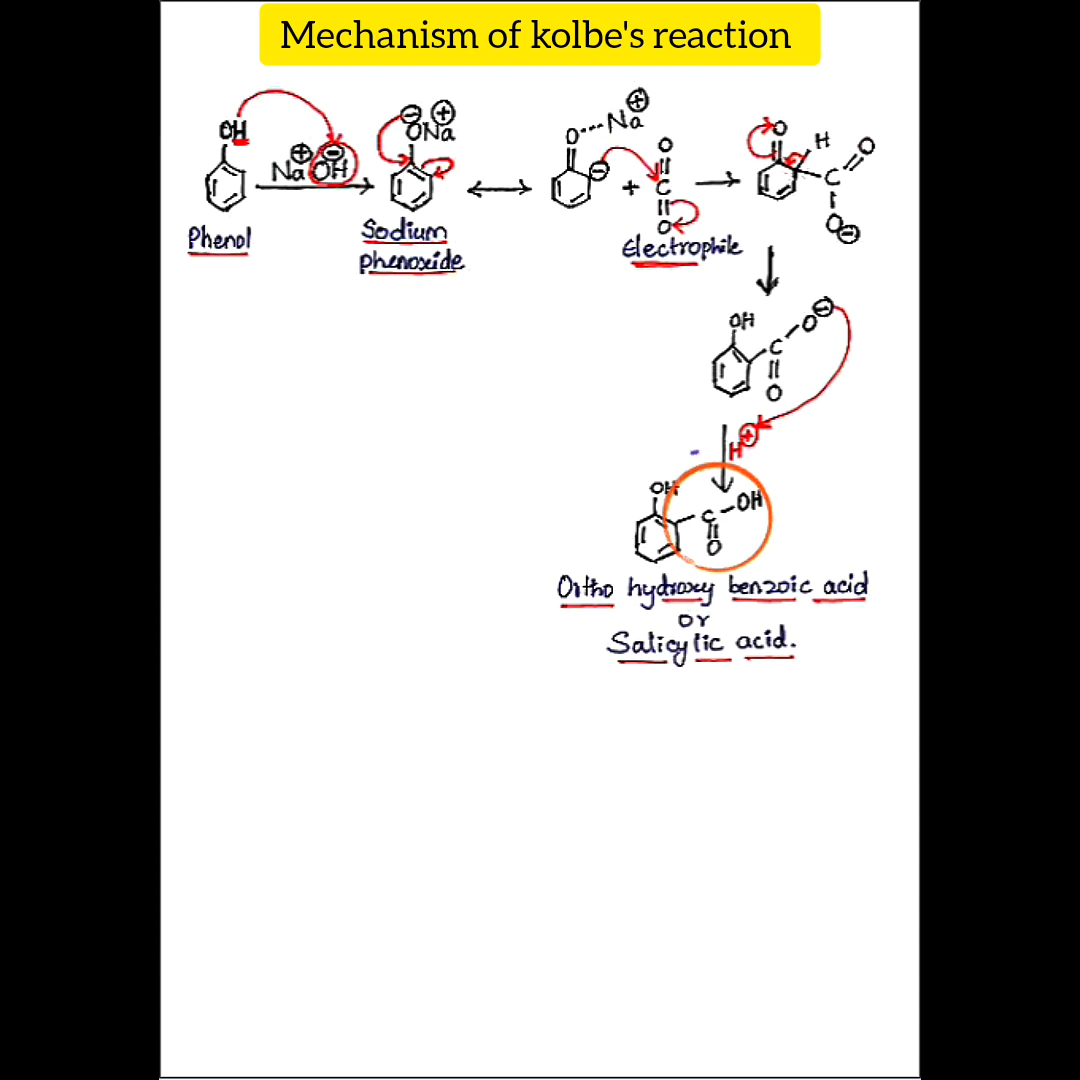 Mechanism of kolbe's reaction
OH
Na⊕ OH⊖
Phenol
⊖ ⊕
ONa
Sodium
phenoxide
O---Na⊕
⊖
+
O
C
O
Electrophile
O
H
C
O
O⊖
OH
C
O⊖
O
H⊕
OH
C-OH
O
Ortho hydroxy benzoic acid
or
Salicylic acid.